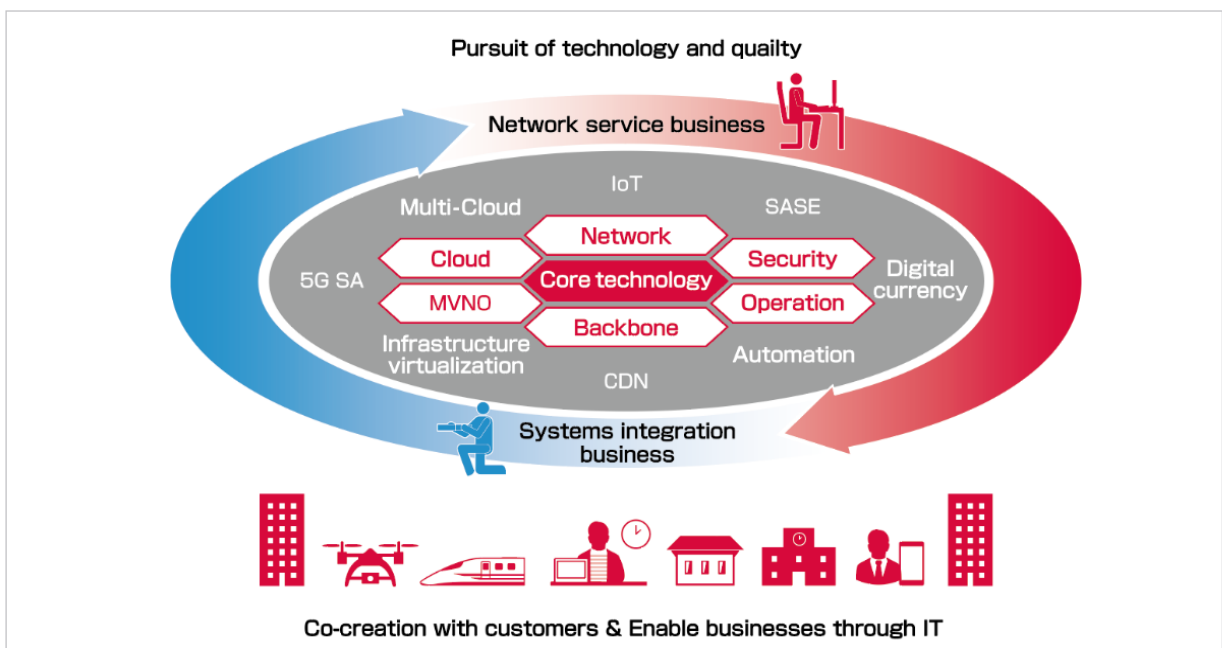 Pursuit of technology and quailty
Network service business
IoT
Multi-Cloud
SASE
Network
Cloud
Security
5G SA
Core technology
Digital
currency
MVNO
Operation
Backbone
Infrastructure
virtualization
Automation
CDN
Systems integration
business
Co-creation with customers & Enable businesses through IT